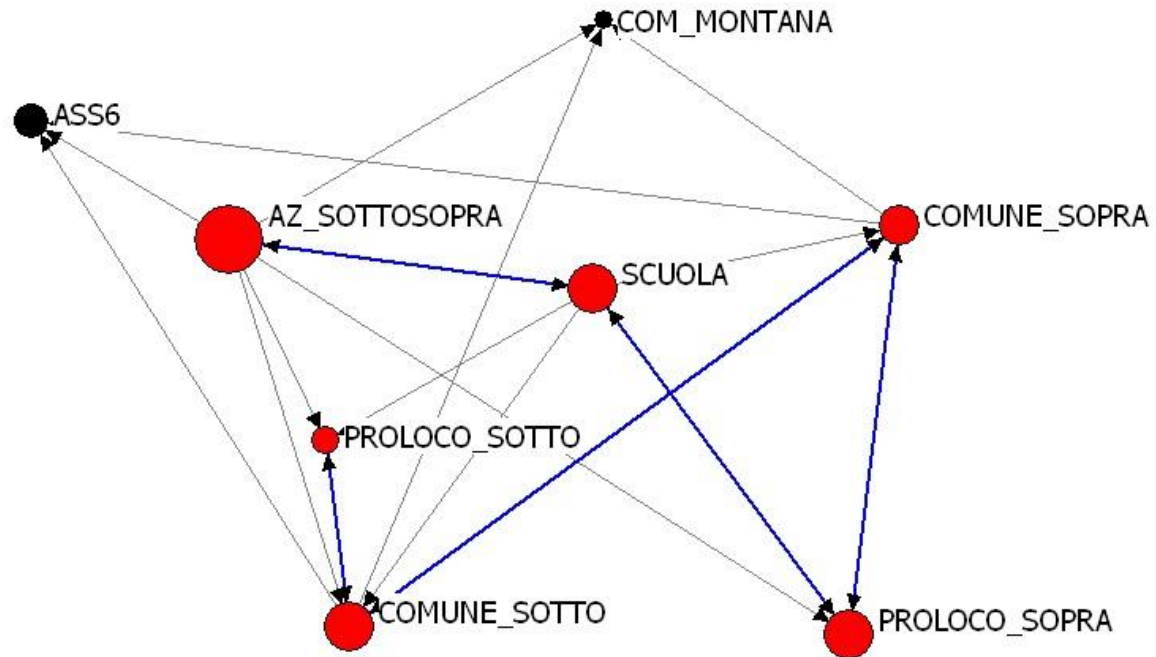 COM_MONTANA
ASS6
AZ_SOTTOSOPRA
COMUNE_SOPRA
SCUOLA
PROLOCO_SOTTO
COMUNE_SOTTO
PROLOCO_SOPRA